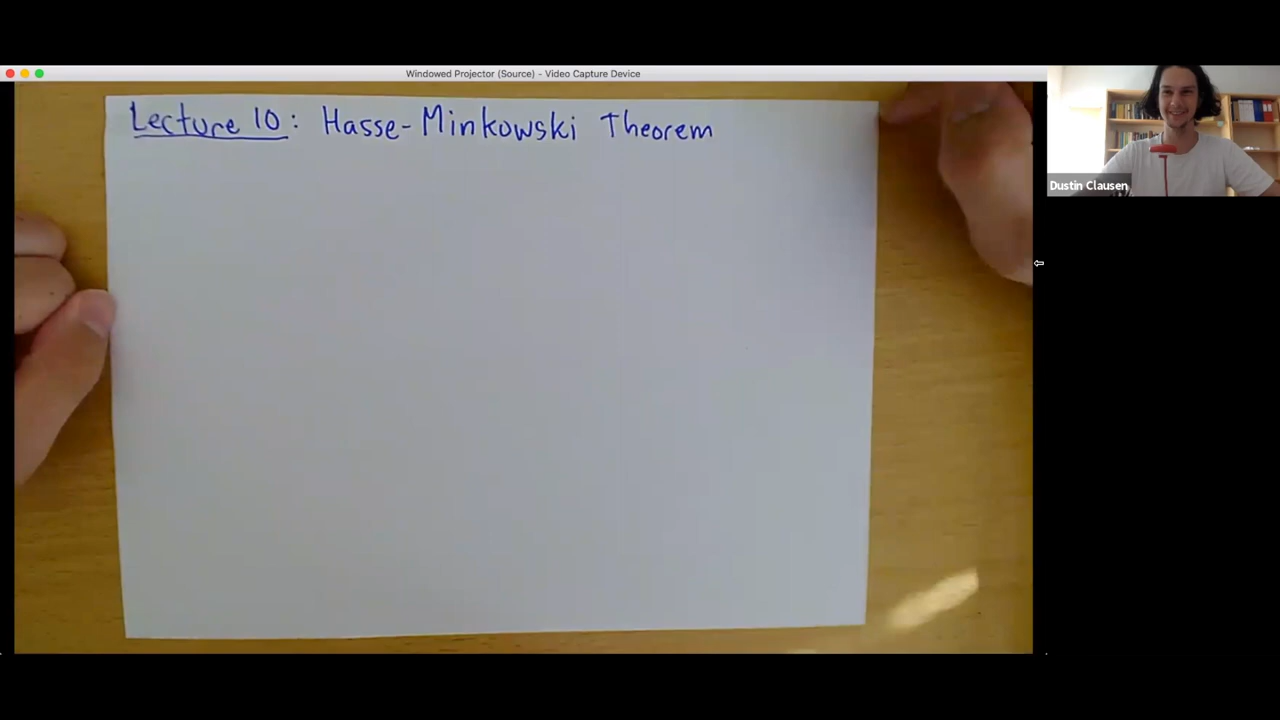 Windowed Projector (Source) - Video Capture Device
Lecture 10: Hasse-Minkowski Theorem
Dustin Clausen